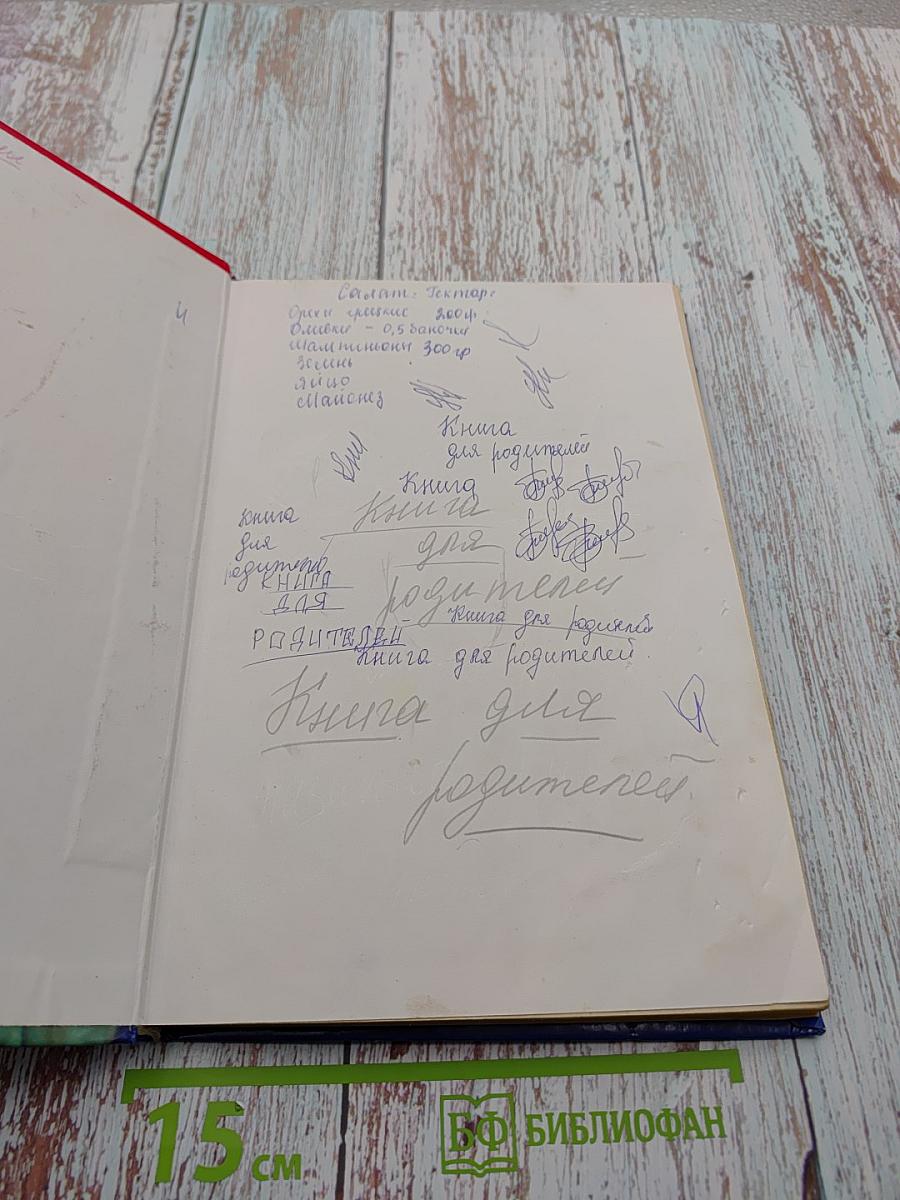 Салат: Гектар
Орехи грецкие 200 гр.
Оливки - 0,5 баночки
Шампиньоны 300 гр
Зелень
Яйцо
Майонез
Книга
для родителей
Книга
Книга
для
родителей
Книга
для
родителей
КНИГА
ДЛЯ
РОДИТЕЛЕЙ
Книга для родителей
Книга для родителей.
Книга для
родителей.
15 см
БФ БИБЛИОФАН